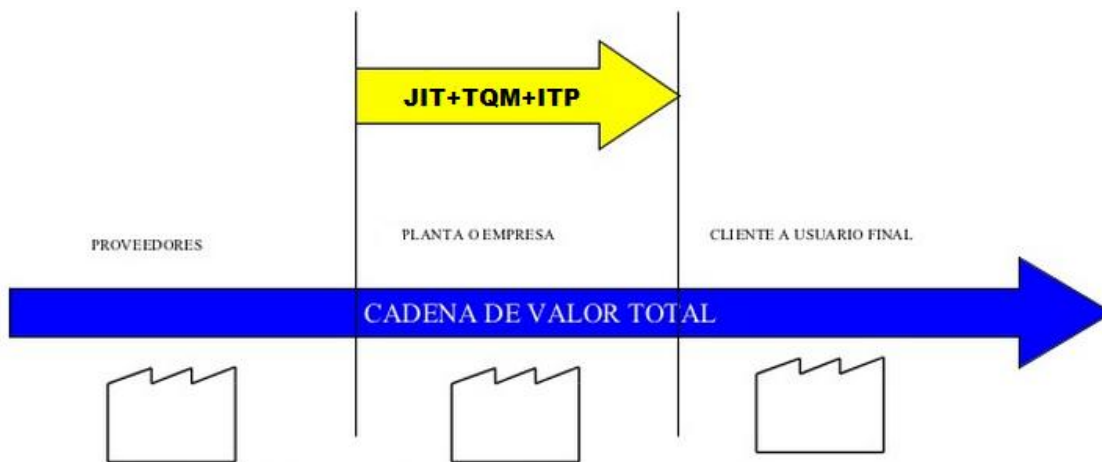 JIT+TQM+ITP
PROVEEDORES
PLANTA O EMPRESA
CLIENTE A USUARIO FINAL
CADENA DE VALOR TOTAL